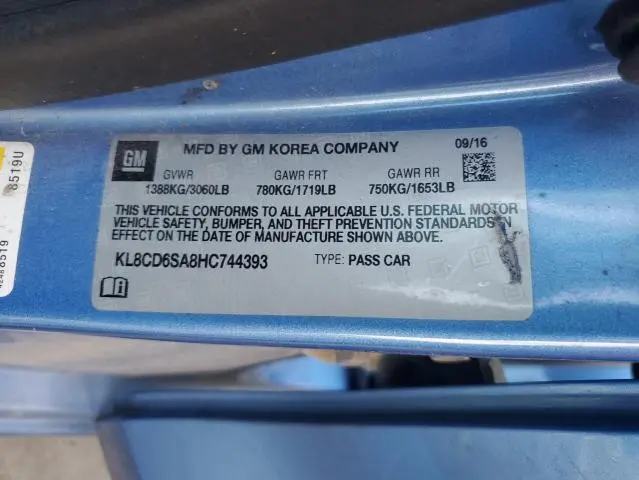 GM
MFD BY GM KOREA COMPANY
09/16
GVWR GAWR FRT GAWR RR
1388KG/3060LB 780KG/1719LB 750KG/1653LB
THIS VEHICLE CONFORMS TO ALL APPLICABLE U.S. FEDERAL MOTOR
VEHICLE SAFETY, BUMPER, AND THEFT PREVENTION STANDARDS IN
EFFECT ON THE DATE OF MANUFACTURE SHOWN ABOVE.
KL8CD6SA8HC744393 TYPE: PASS CAR
8519U